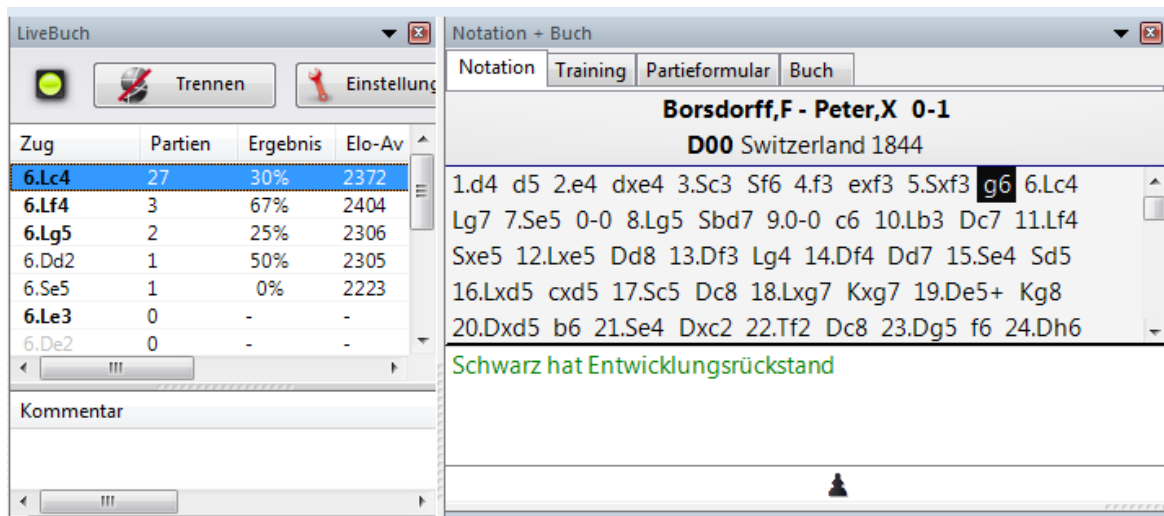 LiveBuch
Trennen
Einstellung
Zug Partien Ergebnis Elo-Av
6.Lc4 27 30% 2372
6.Lf4 3 67% 2404
6.Lg5 2 25% 2306
6.Dd2 1 50% 2305
6.Se5 1 0% 2223
6.Le3 0 - -
6.De2 0 - -
Kommentar
Notation + Buch
Notation Training Partieformular Buch
Borsdorff,F - Peter,X 0-1
D00 Switzerland 1844
1.d4 d5 2.e4 dxe4 3.Sc3 Sf6 4.f3 exf3 5.Sxf3 g6 6.Lc4
Lg7 7.Se5 0-0 8.Lg5 Sbd7 9.0-0 c6 10.Lb3 Dc7 11.Lf4
Sxe5 12.Lxe5 Dd8 13.Df3 Lg4 14.Df4 Dd7 15.Se4 Sd5
16.Lxd5 cxd5 17.Sc5 Dc8 18.Lxg7 Kxg7 19.De5+ Kg8
20.Dxd5 b6 21.Se4 Dxc2 22.Tf2 Dc8 23.Dg5 f6 24.Dh6
Schwarz hat Entwicklungsrückstand